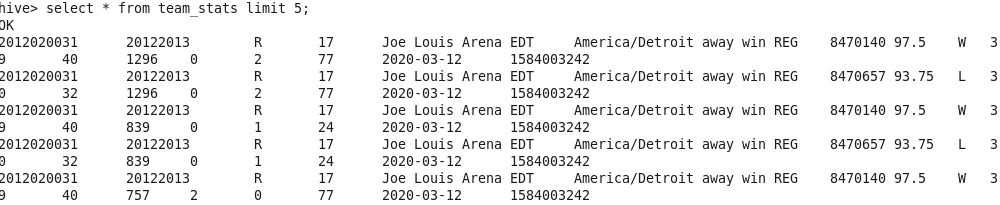 hive> select * from team_stats limit 5;
OK
2012020031 20122013 R 17 Joe Louis Arena EDT America/Detroit away win REG 8470140 97.5 W 3
9 40 1296 0 2 77 2020-03-12 1584003242
2012020031 20122013 R 17 Joe Louis Arena EDT America/Detroit away win REG 8470657 93.75 L 3
0 32 1296 0 2 77 2020-03-12 1584003242
2012020031 20122013 R 17 Joe Louis Arena EDT America/Detroit away win REG 8470140 97.5 W 3
9 40 839 0 1 24 2020-03-12 1584003242
2012020031 20122013 R 17 Joe Louis Arena EDT America/Detroit away win REG 8470657 93.75 L 3
0 32 839 0 1 24 2020-03-12 1584003242
2012020031 20122013 R 17 Joe Louis Arena EDT America/Detroit away win REG 8470140 97.5 W 3
9 40 757 2 0 77 2020-03-12 1584003242